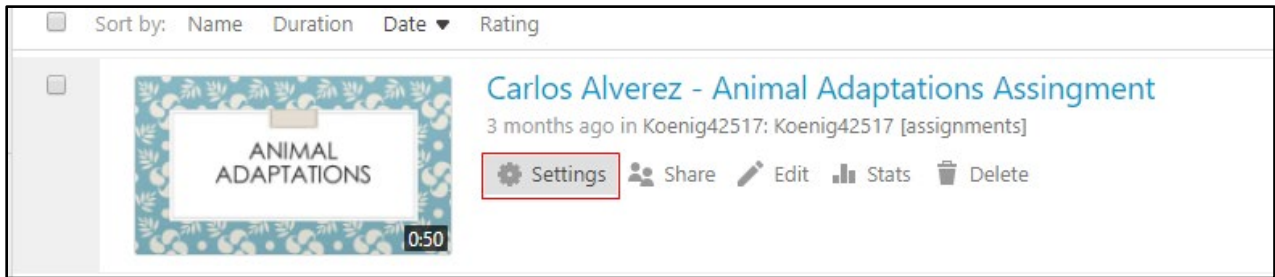 Sort by: Name Duration Date ▼ Rating
Carlos Alverez - Animal Adaptations Assingment
3 months ago in Koenig42517: Koenig42517 [assignments]
ANIMAL
ADAPTATIONS
Settings Share Edit Stats Delete
0:50